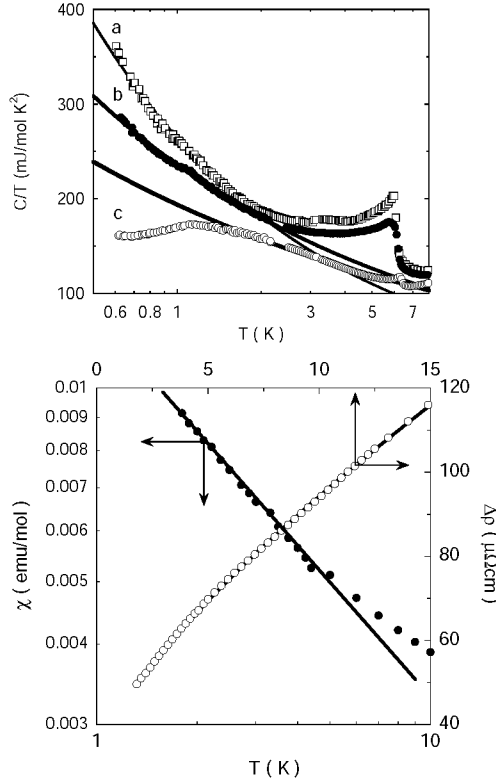 400
300
200
100
C/T (mJ/mol K²)
a
b
c
0.6 0.8 1 3 5 7
T ( K )
0 5 10 15
0.01
0.009
0.008
0.007
0.006
0.005
0.004
0.003
χ ( emu/mol )
120
100
80
60
40
Δρ ( μΩcm )
1 10
T ( K )